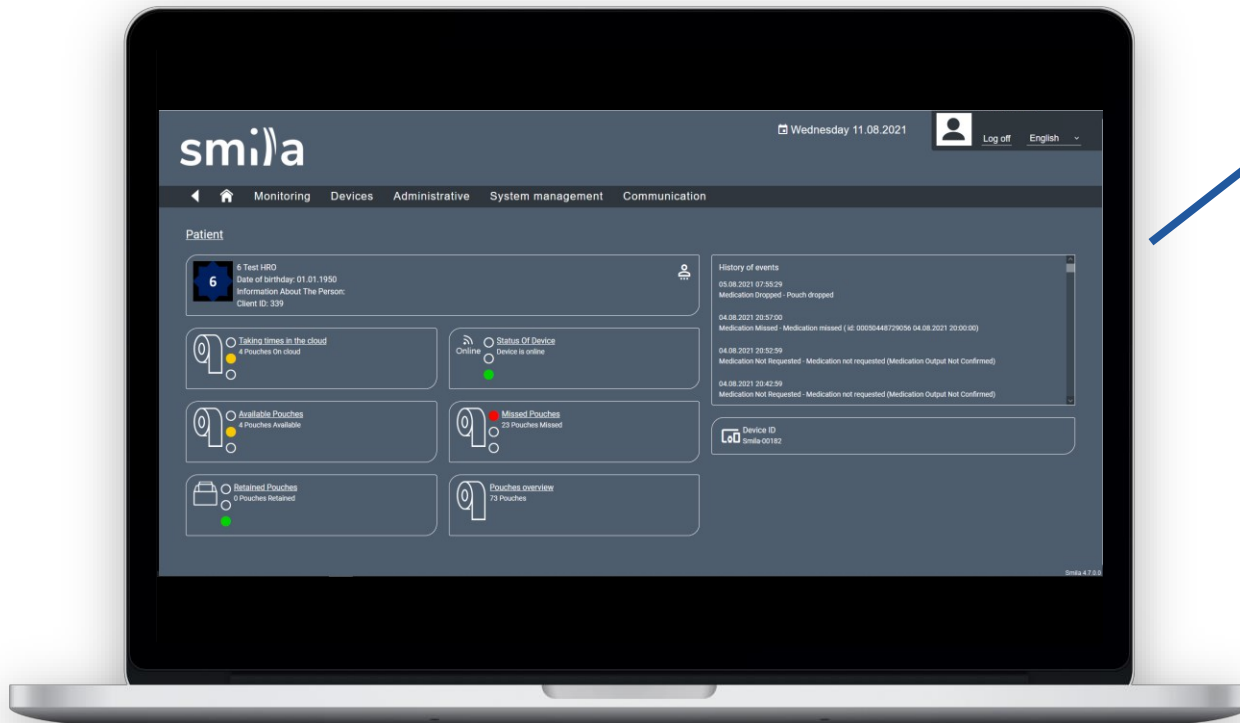 smila
Wednesday 11.08.2021
Log off
English
Monitoring Devices Administrative System management Communication
Patient
6
6 Test HRO
Date of birthday: 01.01.1950
Information About The Person:
Client ID: 339
Taking times in the cloud
4 Pouches On cloud
Online
Status Of Device
Device is online
Available Pouches
4 Pouches Available
Missed Pouches
23 Pouches Missed
Retained Pouches
0 Pouches Retained
Pouches overview
73 Pouches
History of events
05.08.2021 07:55:29
Medication Dropped - Pouch dropped
04.08.2021 20:57:00
Medication Missed - Medication missed ( id: 00050448729056 04.08.2021 20:00:00)
04.08.2021 20:52:59
Medication Not Requested - Medication not requested (Medication Output Not Confirmed)
04.08.2021 20:42:59
Medication Not Requested - Medication not requested (Medication Output Not Confirmed)
Device ID
Smila-00182
Smila 4.7.0.0